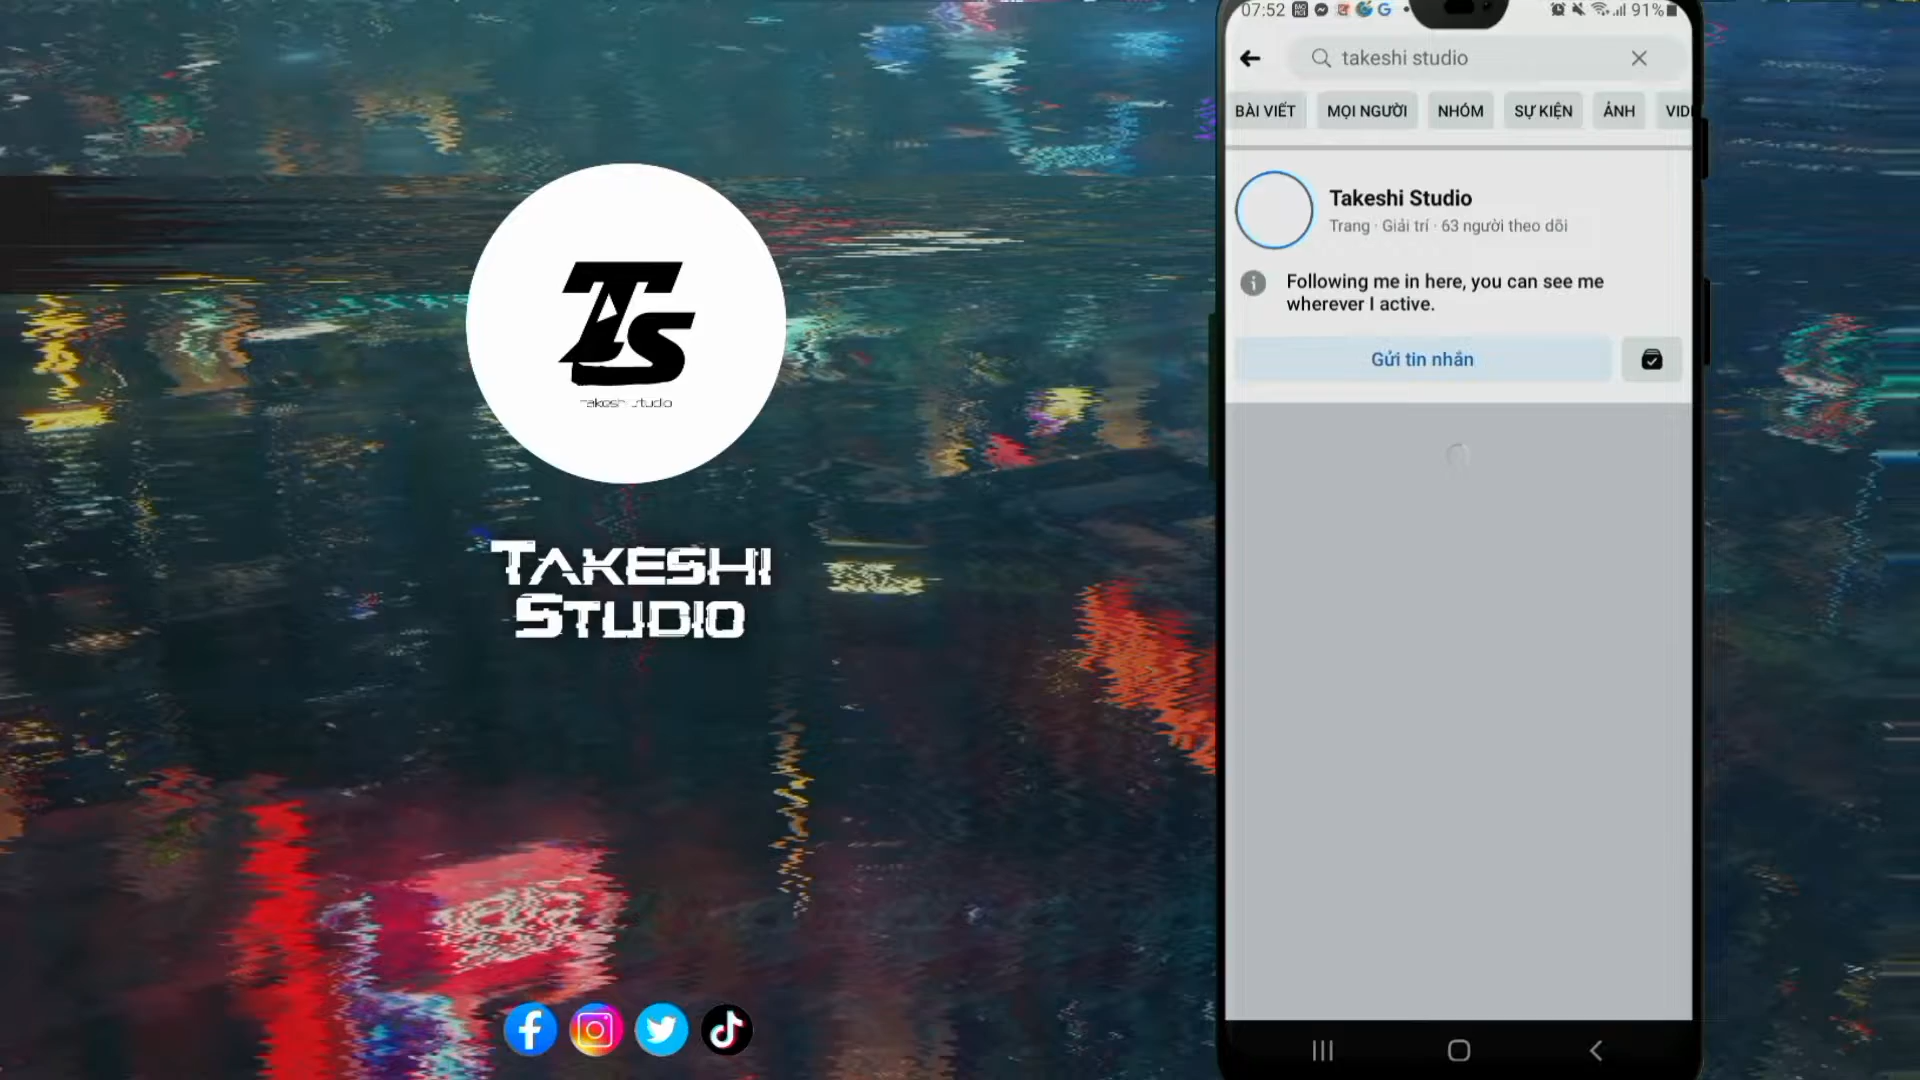 TS
TAKESHI
STUDIO
07:52
91%
takeshi studio
BÀI VIẾT
MỌI NGƯỜI
NHÓM
SỰ KIỆN
ẢNH
Takeshi Studio
Trang · Giải trí · 63 người theo dõi
Following me in here, you can see me
wherever I active.
Gửi tin nhắn